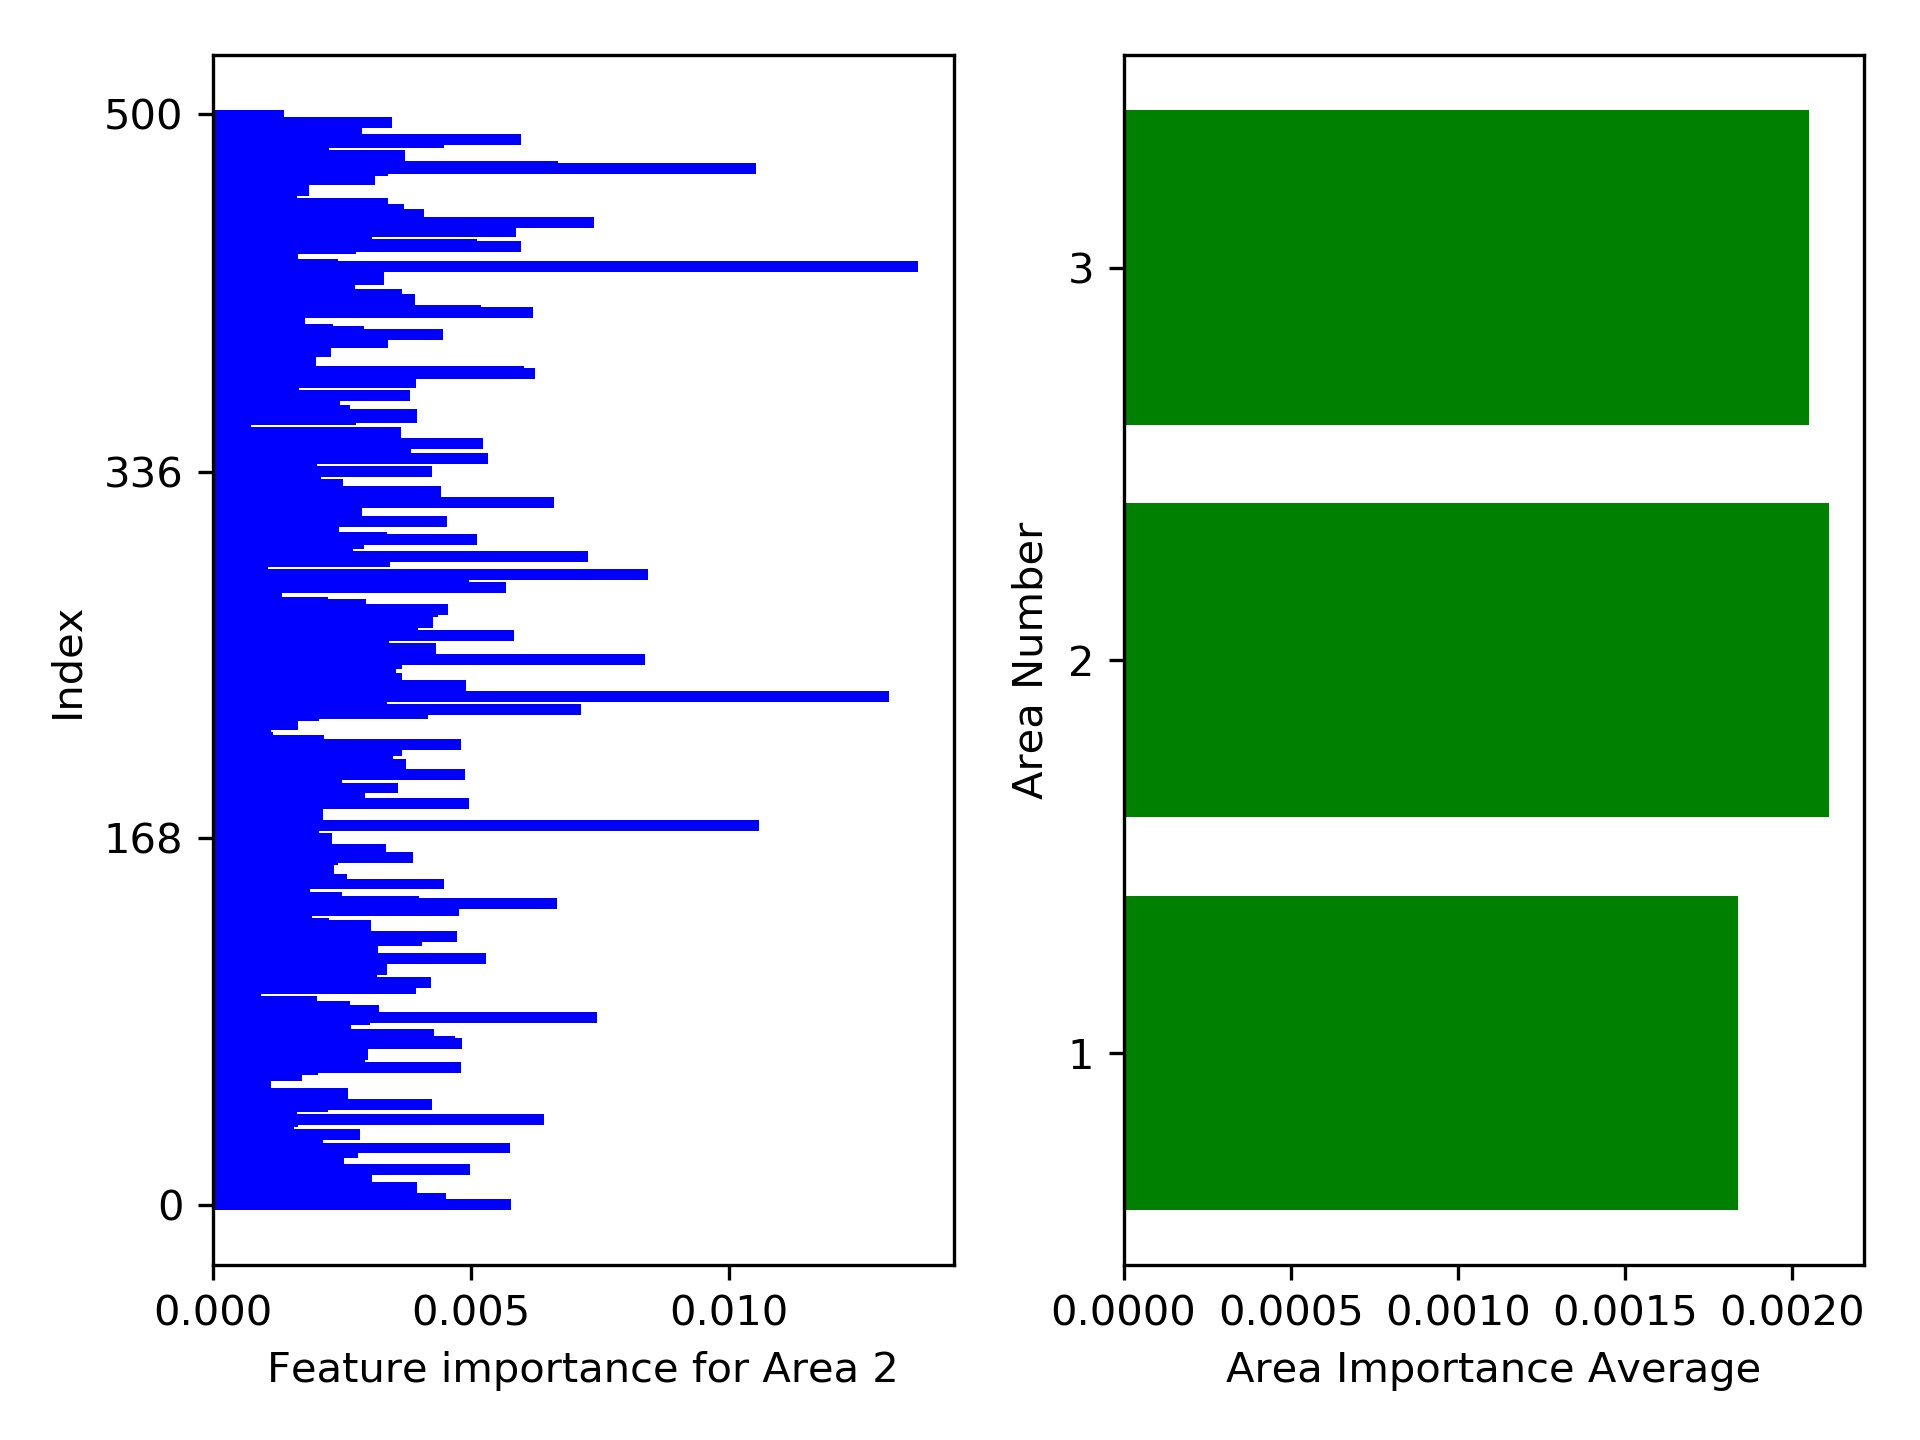 500
336
168
0
Index
0.000 0.005 0.010
Feature importance for Area 2
3
2
1
Area Number
0.0000 0.0005 0.0010 0.0015 0.0020
Area Importance Average